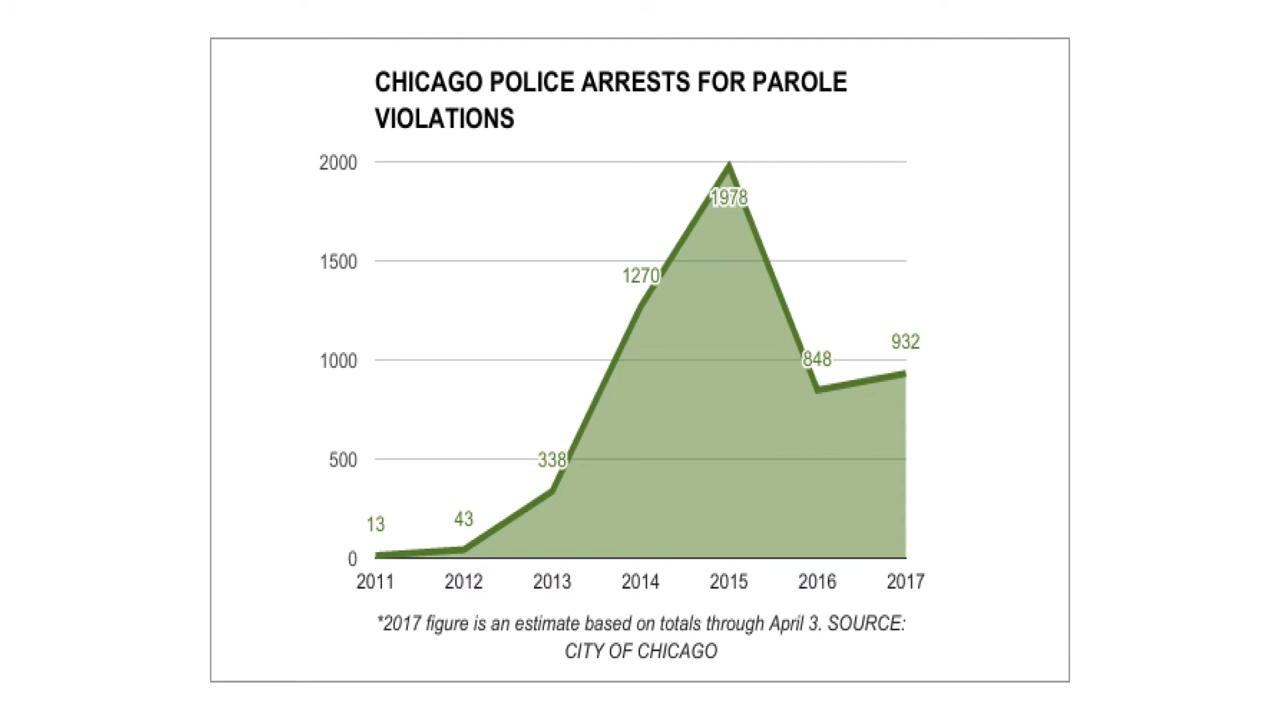 CHICAGO POLICE ARRESTS FOR PAROLE
VIOLATIONS
2000
1978
1500
1270
1000
932
848
500
338
13
43
0
2011 2012 2013 2014 2015 2016 2017
*2017 figure is an estimate based on totals through April 3. SOURCE:
CITY OF CHICAGO